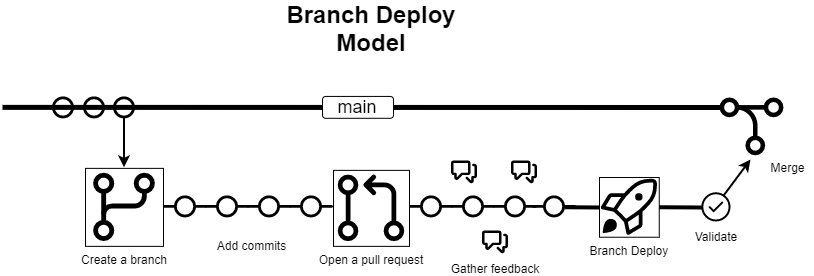 Branch Deploy
Model
main
Merge
Add commits
Validate
Create a branch
Open a pull request
Gather feedback
Branch Deploy